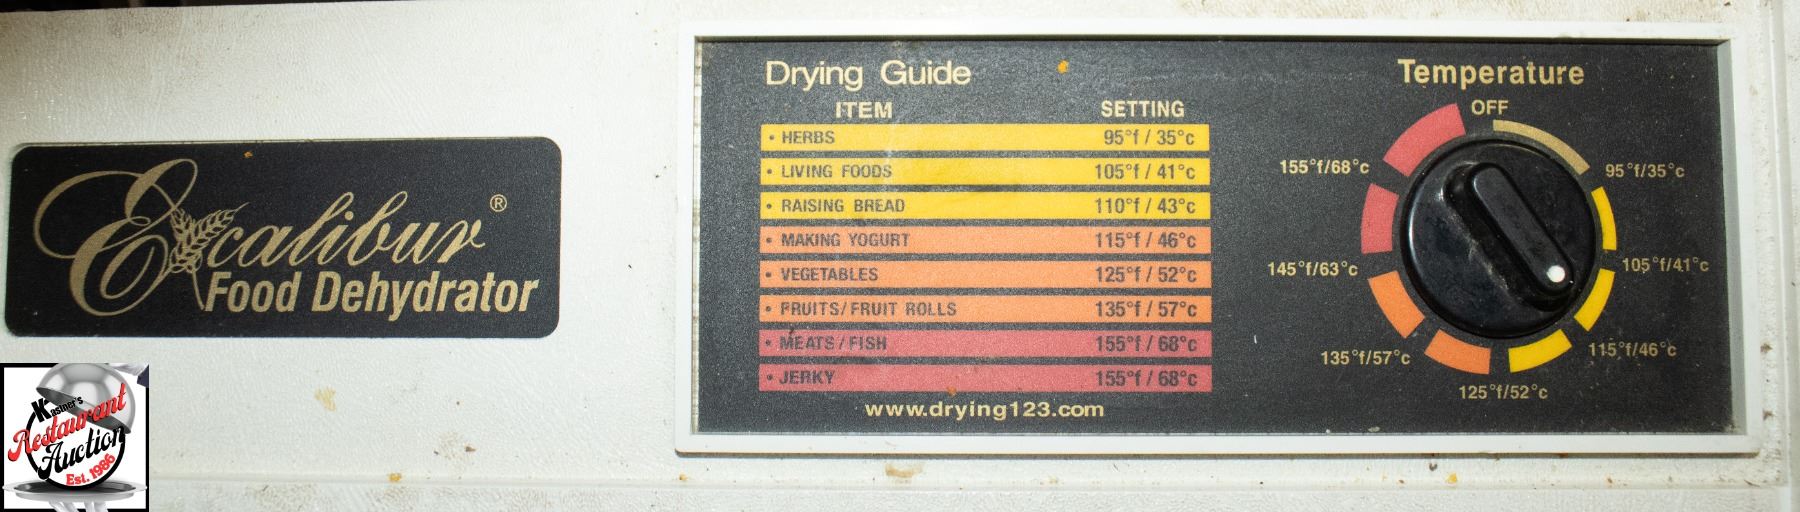 Excalibur®
Food Dehydrator
Drying Guide
ITEM SETTING
• HERBS 95°f / 35°c
• LIVING FOODS 105°f / 41°c
• RAISING BREAD 110°f / 43°c
• MAKING YOGURT 115°f / 46°c
• VEGETABLES 125°f / 52°c
• FRUITS/FRUIT ROLLS 135°f / 57°c
• MEATS/FISH 155°f / 68°c
• JERKY 155°f / 68°c
www.drying123.com
Temperature
OFF
95°f/35°c
105°f/41°c
115°f/46°c
125°f/52°c
135°f/57°c
145°f/63°c
155°f/68°c
Kastner's
Restaurant
Auction
Est. 1986